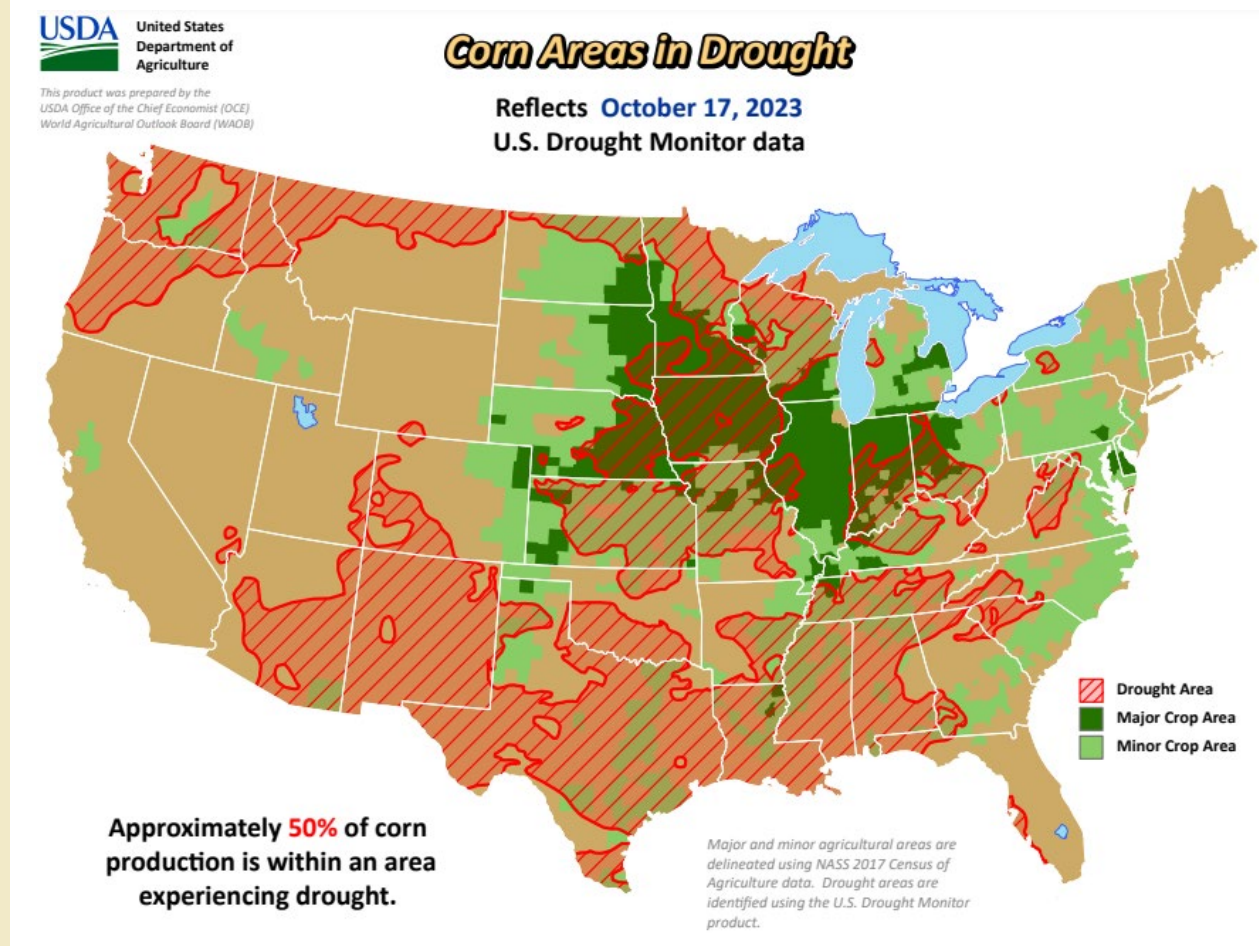 USDA
United States
Department of
Agriculture
This product was prepared by the
USDA Office of the Chief Economist (OCE)
World Agricultural Outlook Board (WAOB)
Corn Areas in Drought
Reflects October 17, 2023
U.S. Drought Monitor data
Drought Area
Major Crop Area
Minor Crop Area
Approximately 50% of corn
production is within an area
experiencing drought.
Major and minor agricultural areas are
delineated using NASS 2017 Census of
Agriculture data. Drought areas are
identified using the U.S. Drought Monitor
product.